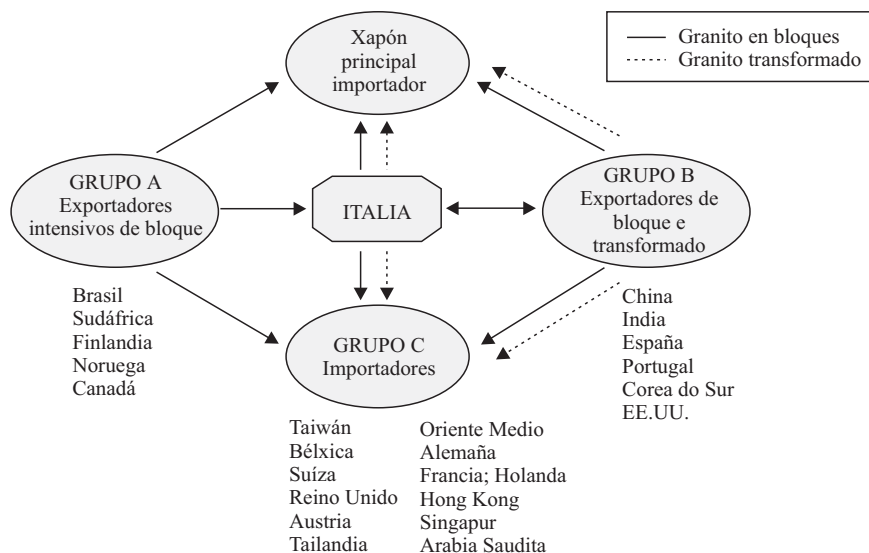 Xapón
principal
importador
Granito en bloques
Granito transformado
GRUPO A
Exportadores
intensivos de bloque
ITALIA
GRUPO B
Exportadores de
bloque e
transformado
Brasil
Sudáfrica
Finlandia
Noruega
Canadá
GRUPO C
Importadores
China
India
España
Portugal
Corea do Sur
EE.UU.
Taiwán
Bélxica
Suíza
Reino Unido
Austria
Tailandia
Oriente Medio
Alemaña
Francia; Holanda
Hong Kong
Singapur
Arabia Saudita